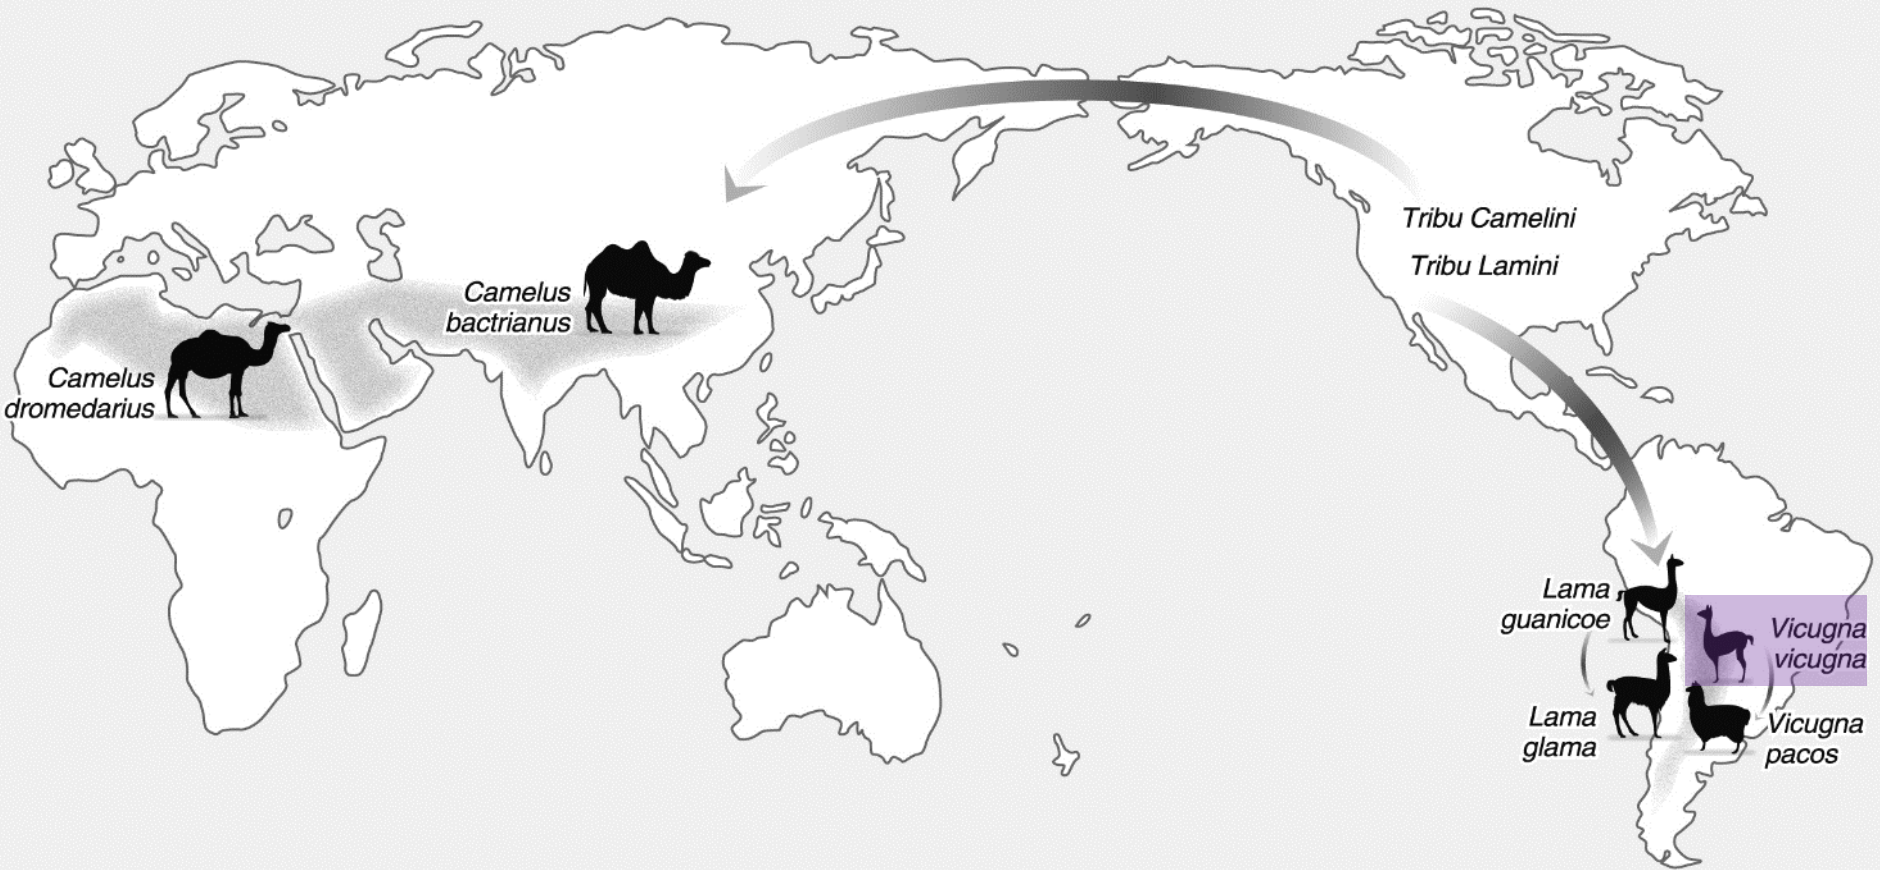 Tribu Camelini
Tribu Lamini
Camelus
bactrianus
Camelus
dromedarius
Lama
guanicoe
Vicugna
vicugna
Lama
glama
Vicugna
pacos